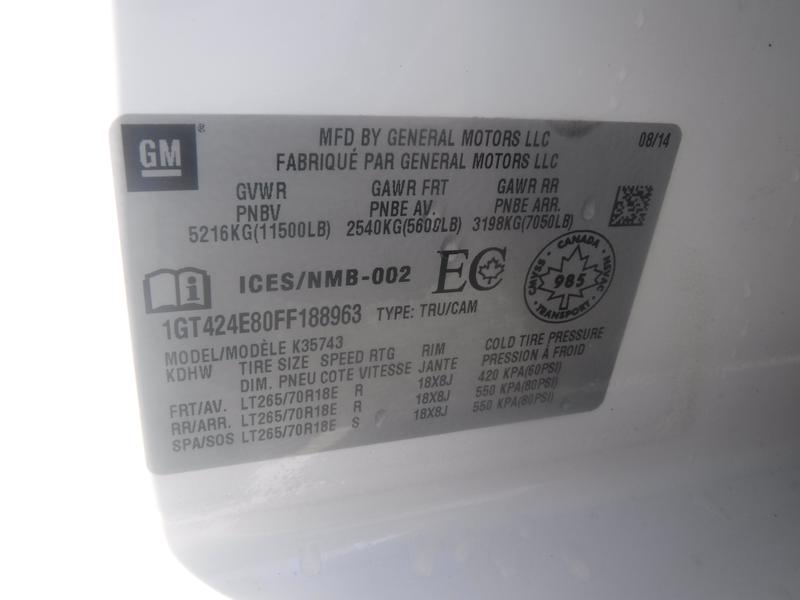 GM
MFD BY GENERAL MOTORS LLC
08/14
FABRIQUÉ PAR GENERAL MOTORS LLC
GVWR GAWR FRT GAWR RR
PNBV PNBE AV. PNBE ARR.
5216KG(11500LB) 2540KG(5600LB) 3198KG(7050LB)
ICES/NMB-002 EC
CANADA CMVSS 985 NSVAC TRANSPORT
1GT424E80FF188963 TYPE: TRU/CAM
MODEL/MODÈLE K35743
KDHW TIRE SIZE SPEED RTG RIM COLD TIRE PRESSURE
DIM. PNEU COTE VITESSE JANTE PRESSION À FROID
FRT/AV. LT265/70R18E R 18X8J 420 KPA(60PSI)
RR/ARR. LT265/70R18E R 18X8J 550 KPA(80PSI)
SPA/SOS LT265/70R18E S 18X8J 550 KPA(80PSI)